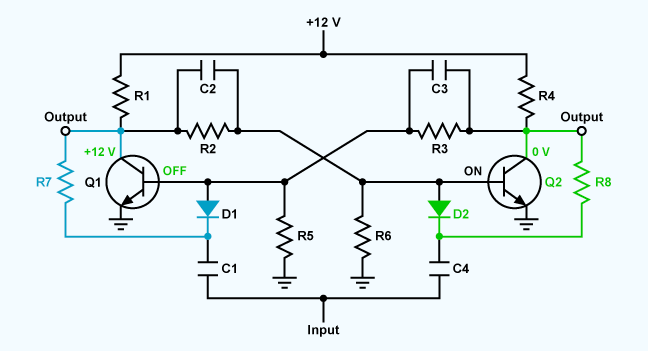 +12 V
R1
C2
C3
R4
Output
Output
R2
R3
+12 V
0 V
OFF
ON
R7
Q1
Q2
R8
D1
D2
R5
R6
C1
C4
Input